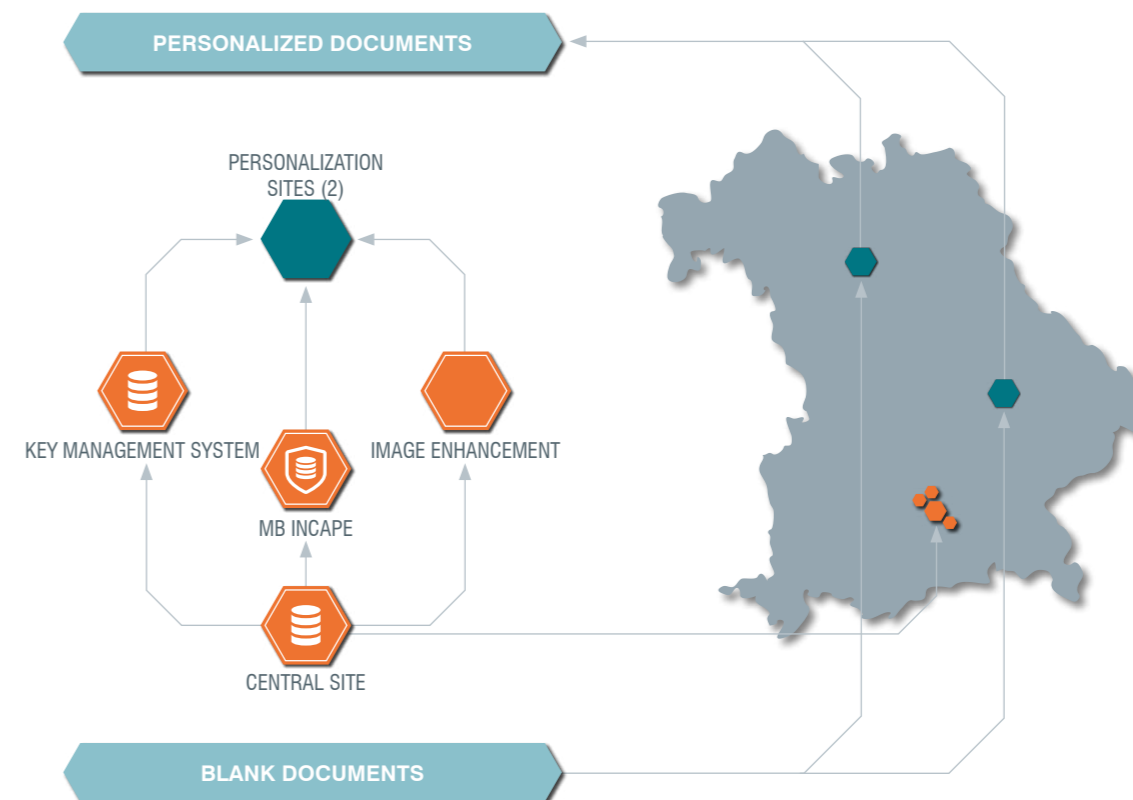 PERSONALIZED DOCUMENTS
PERSONALIZATION
SITES (2)
KEY MANAGEMENT SYSTEM
IMAGE ENHANCEMENT
MB INCAPE
CENTRAL SITE
BLANK DOCUMENTS